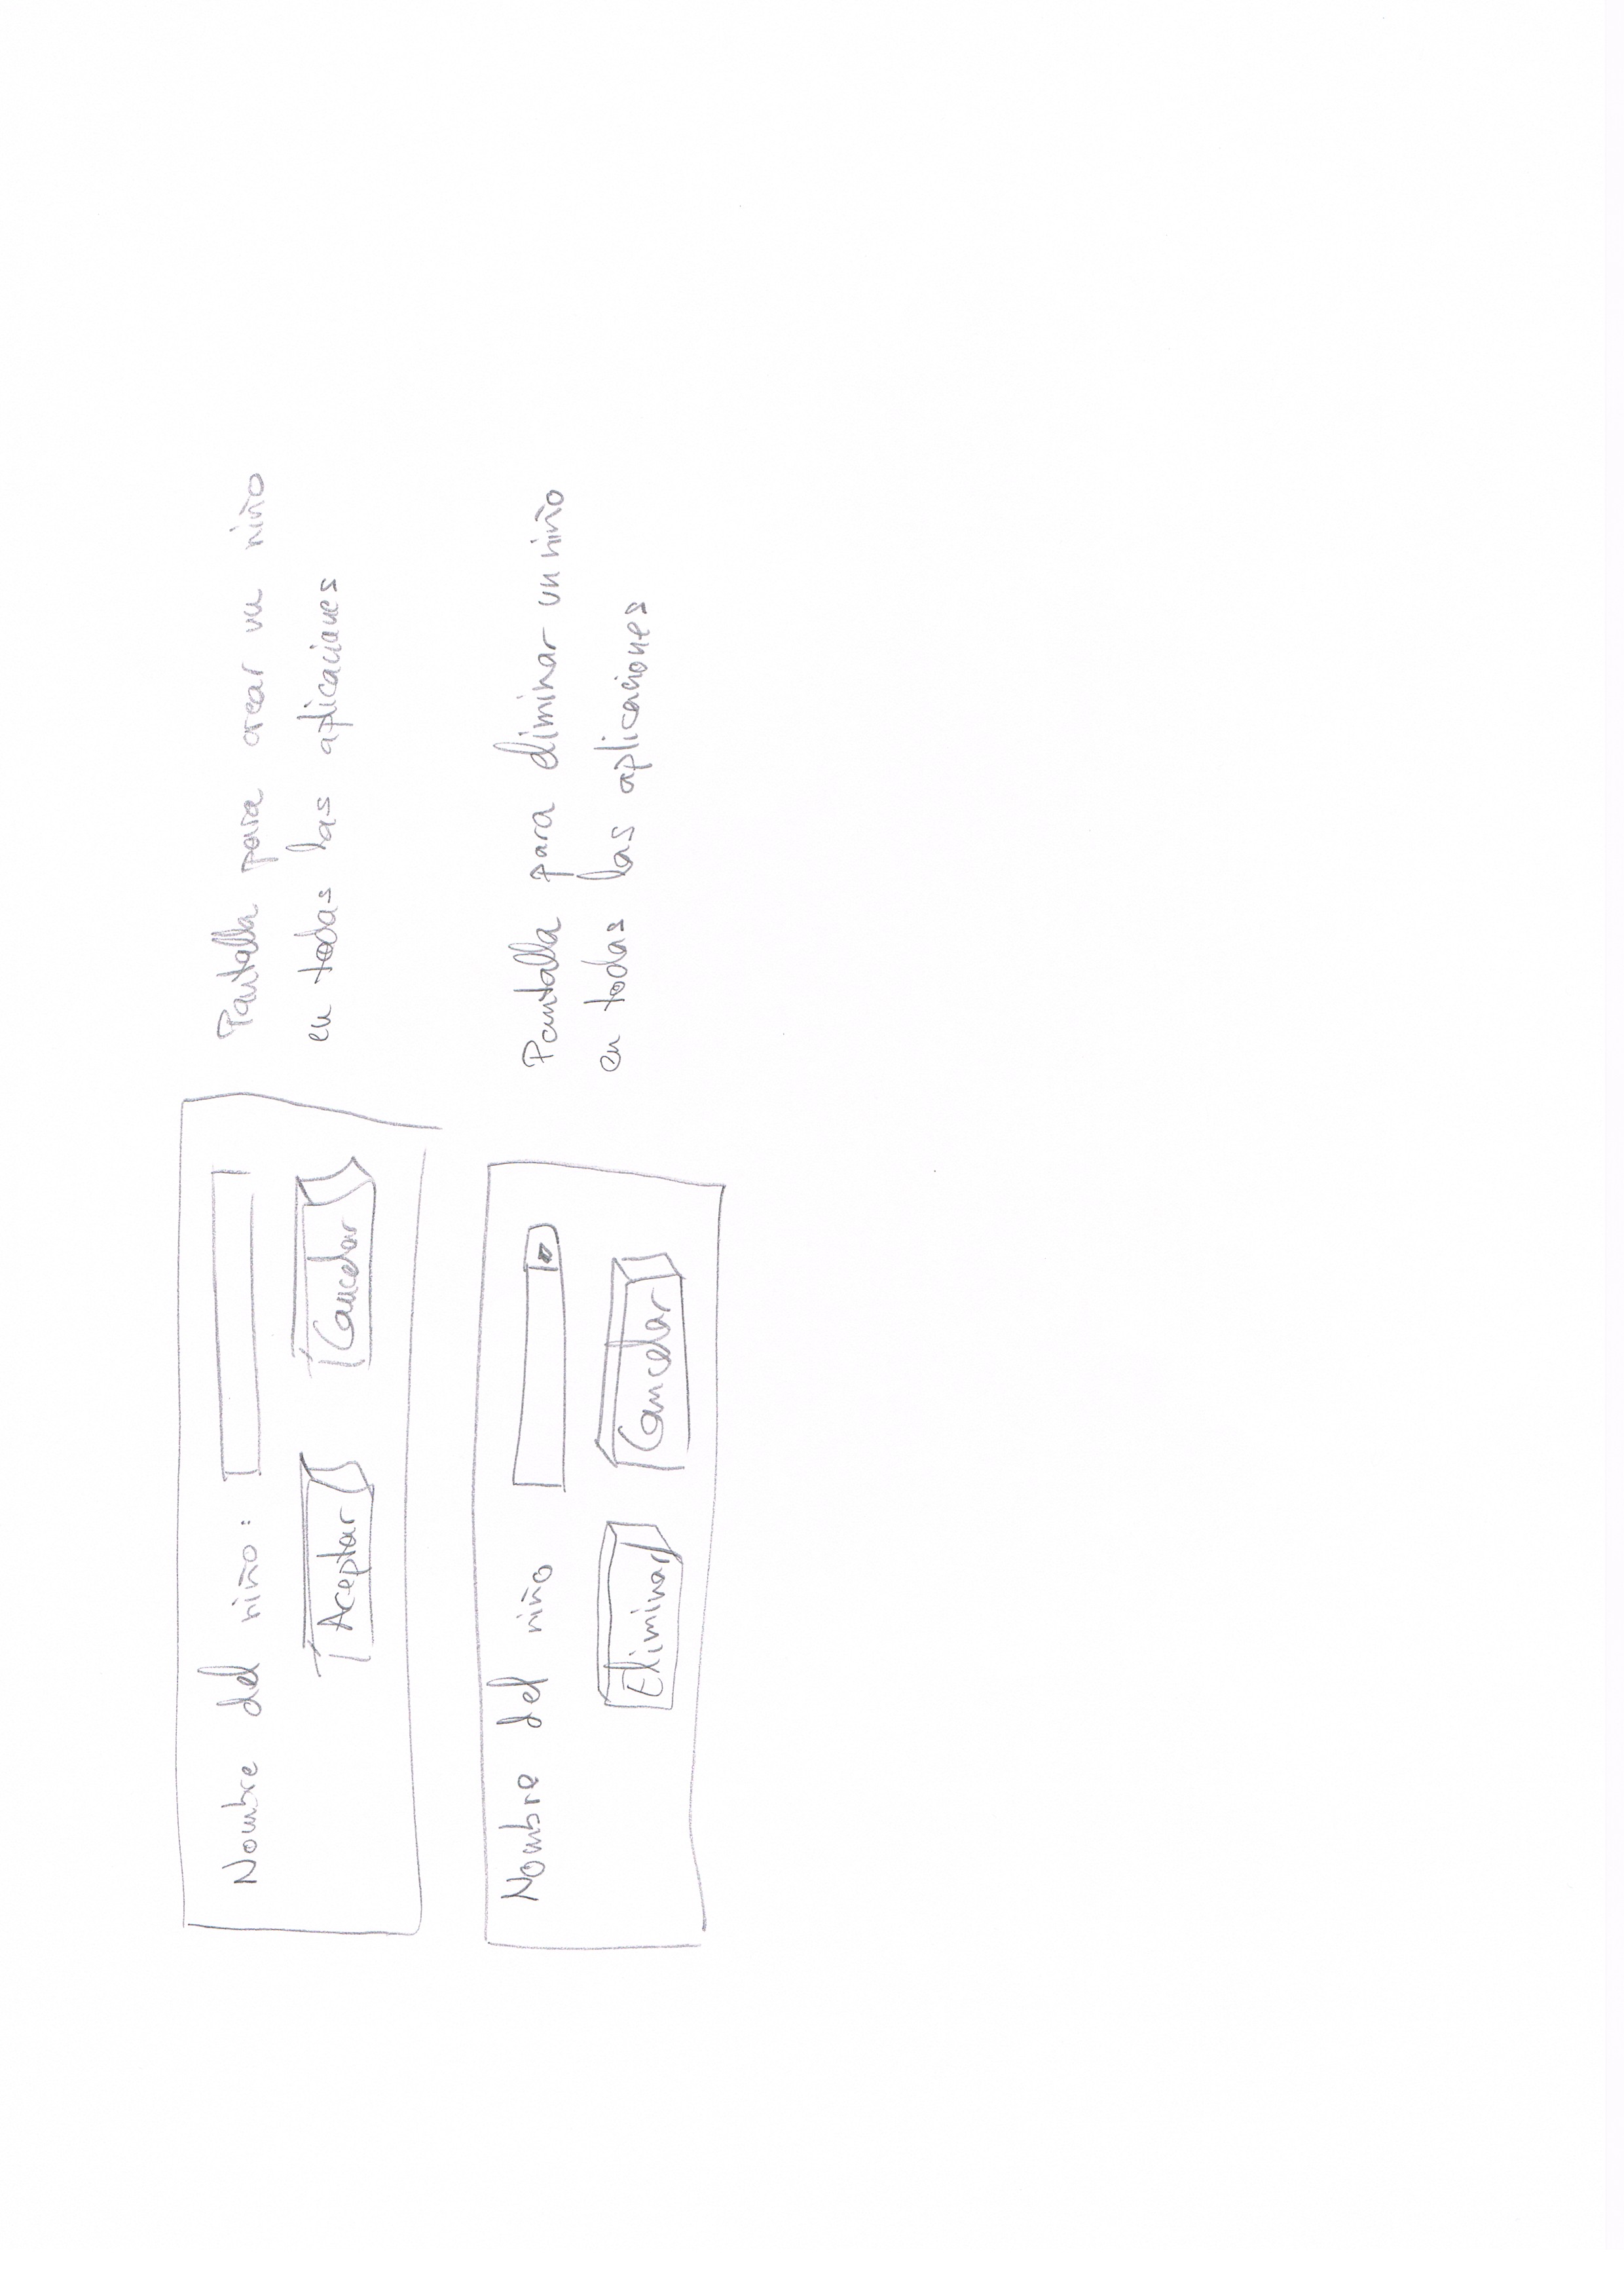 Nombre del niño:
Aceptar Cancelar
Pantalla para crear un niño
en todas las aplicaciones
Nombre del niño
Eliminar Cancelar
Pantalla para eliminar un niño
en todas las aplicaciones